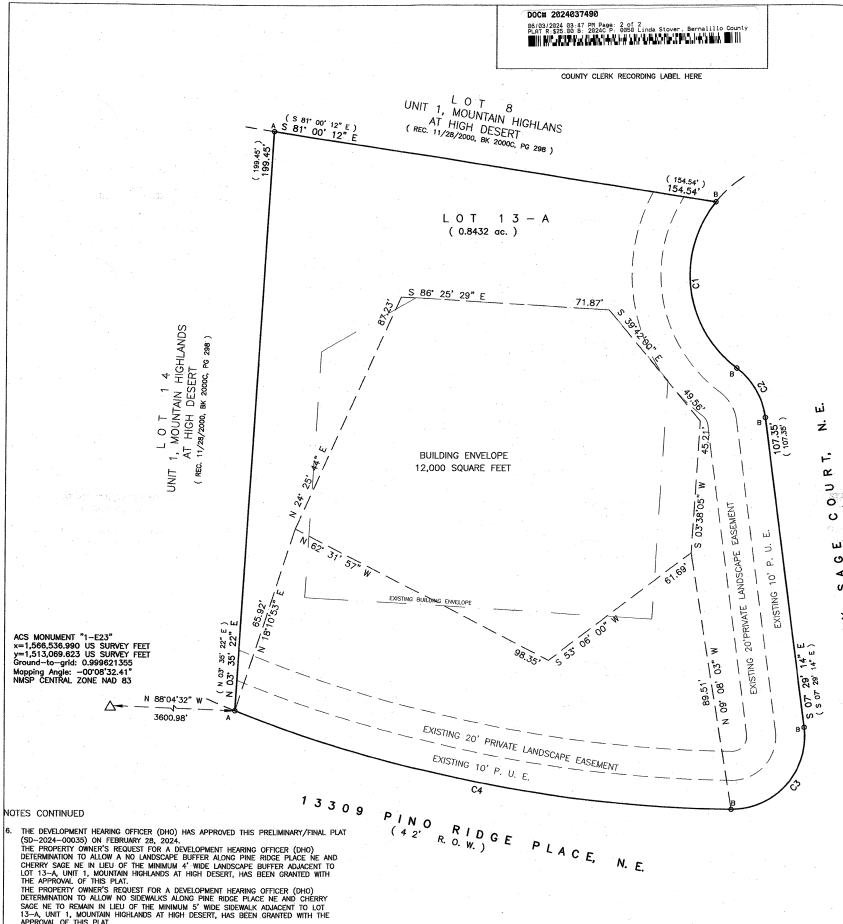 DOC# 2024037490
06/03/2024 03:47 PM Page: 2 of 2
PLAT R:$25.00 B: 2024C P: 0050 Linda Stover, Bernalillo County
COUNTY CLERK RECORDING LABEL HERE
LOT 8
UNIT 1, MOUNTAIN HIGHLANS
AT HIGH DESERT
( REC. 11/28/2000, BK 2000C, PG 298 )
A
( S 81° 00' 12" E )
S 81° 00' 12" E
( 199.45' )
199.45'
( 154.54' )
154.54'
B
LOT 13-A
( 0.8432 ac. )
C1
S 86° 25' 29" E
71.87'
87.23'
S 39°42'00" E
49.56'
B
C2
B
45.21'
107.35'
( 107.35' )
LOT 14
UNIT 1, MOUNTAIN HIGHLANDS
AT HIGH DESERT
( REC. 11/28/2000, BK 2000C, PG 298 )
BUILDING ENVELOPE
12,000 SQUARE FEET
N 24° 25' 44" E
S 03°38'05" W
SAGE COURT, N.E.
EXISTING 20'PRIVATE LANDSCAPE EASEMENT
EXISTING 10' P. U. E.
N 62° 31' 57" W
61.69'
EXISTING BUILDING ENVELOPE
65.92'
N 18°10'53" E
98.35'
S 53° 06' 00" W
( N 03° 35' 22" E )
N 03° 35' 22" E
89.51'
N 09° 08' 03" W
S 07° 29' 14" E
( S 07° 29' 14" E )
ACS MONUMENT "1-E23"
x=1,566,536.990 US SURVEY FEET
y=1,513,069.623 US SURVEY FEET
Ground-to-grid: 0.999621355
Mapping Angle: -00°08'32.41"
NMSP CENTRAL ZONE NAD 83
N 88°04'32" W
3600.98'
A
B
EXISTING 20' PRIVATE LANDSCAPE EASEMENT
EXISTING 10' P. U. E.
C4
C3
B
13309 PINO RIDGE PLACE, N.E.
( 42' R.O.W. )
NOTES CONTINUED
6. THE DEVELOPMENT HEARING OFFICER (DHO) HAS APPROVED THIS PRELIMINARY/FINAL PLAT
(SD-2024-00035) ON FEBRUARY 28, 2024.
THE PROPERTY OWNER'S REQUEST FOR A DEVELOPMENT HEARING OFFICER (DHO)
DETERMINATION TO ALLOW A NO LANDSCAPE BUFFER ALONG PINE RIDGE PLACE NE AND
CHERRY SAGE NE IN LIEU OF THE MINIMUM 4' WIDE LANDSCAPE BUFFER ADJACENT TO
LOT 13-A, UNIT 1, MOUNTAIN HIGHLANDS AT HIGH DESERT, HAS BEEN GRANTED WITH
THE APPROVAL OF THIS PLAT.
THE PROPERTY OWNER'S REQUEST FOR A DEVELOPMENT HEARING OFFICER (DHO)
DETERMINATION TO ALLOW NO SIDEWALKS ALONG PINE RIDGE PLACE NE AND CHERRY
SAGE NE TO REMAIN IN LIEU OF THE MINIMUM 5' WIDE SIDEWALK ADJACENT TO LOT
13-A, UNIT 1, MOUNTAIN HIGHLANDS AT HIGH DESERT, HAS BEEN GRANTED WITH THE
APPROVAL OF THIS PLAT